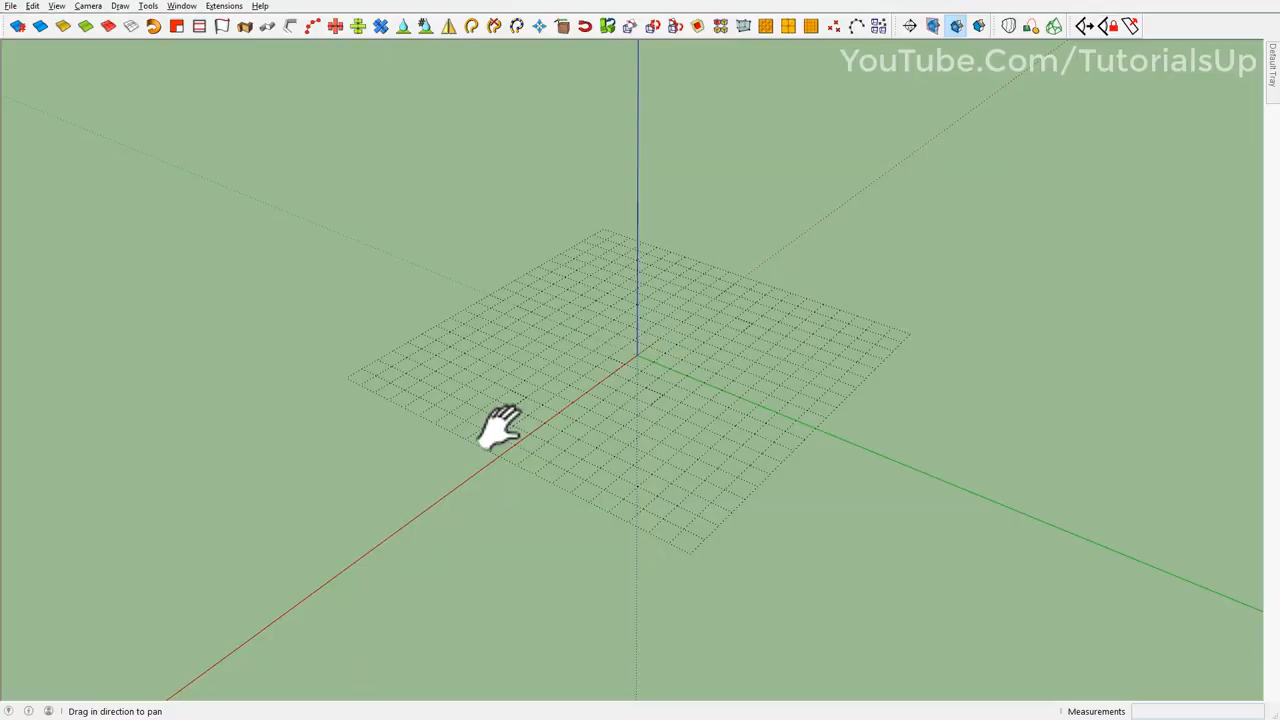 File Edit View Camera Draw Tools Window Extensions Help
YouTube.Com/TutorialsUp
Default Tray
Drag in direction to pan
Measurements